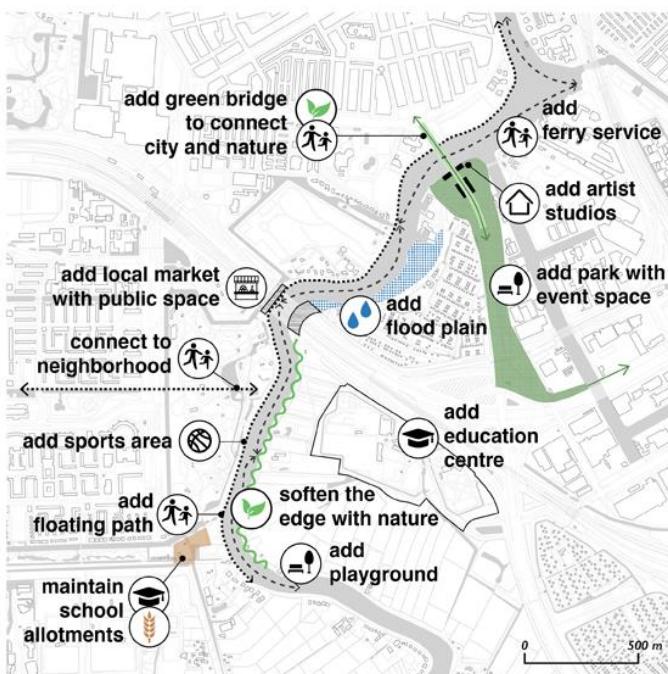 add green bridge
to connect
city and nature
add
ferry service
add artist
studios
add local market
with public space
add
flood plain
add park with
event space
connect to
neighborhood
add sports area
add
education
centre
add
floating path
soften the
edge with nature
add
playground
maintain
school
allotments
0
500 m